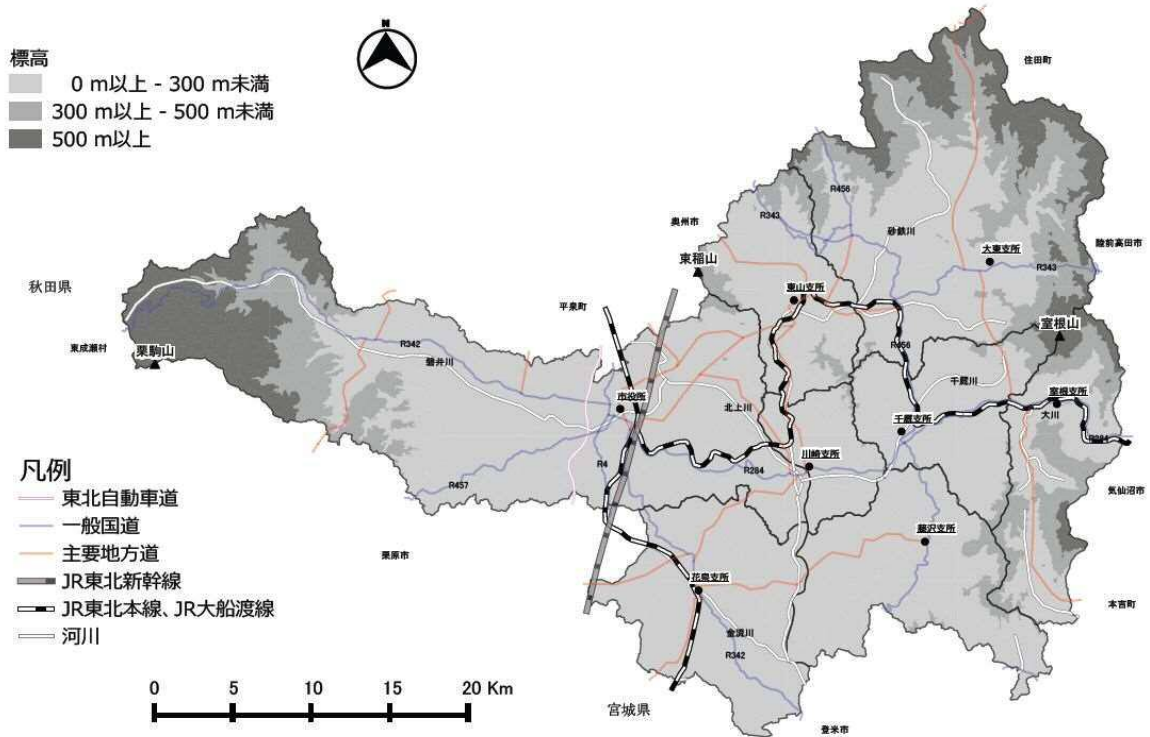 N
標高
0 m以上 - 300 m未満
300 m以上 - 500 m未満
500 m以上
住田町
奥州市
R456
R343
砂鉄川
大東支所
陸前高田市
R343
秋田県
東稲山
平泉町
東山支所
室根山
東成瀬村
栗駒山
R342
磐井川
R456
千厩川
市役所
北上川
室根支所
大川
千厩支所
R284
R4
R284
川崎支所
R457
気仙沼市
凡例
東北自動車道
一般国道
主要地方道
JR東北新幹線
JR東北本線、JR大船渡線
河川
栗原市
藤沢支所
花泉支所
本吉町
金流川
R342
0 5 10 15 20 Km
宮城県
登米市